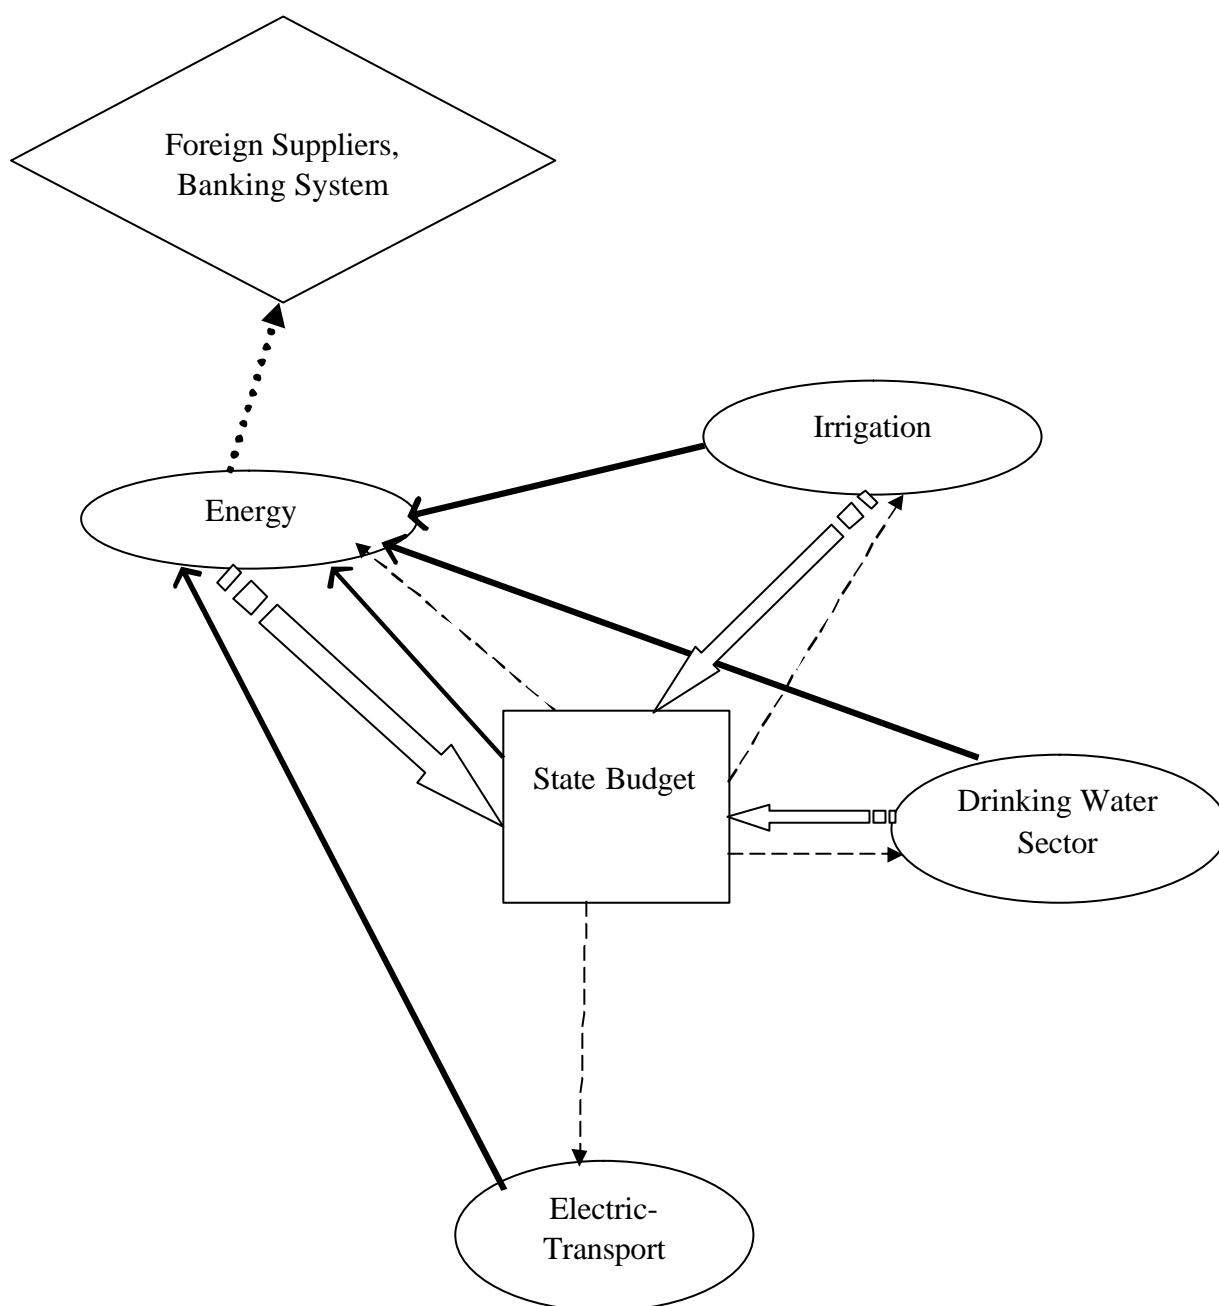 Foreign Suppliers,
Banking System
Irrigation
Energy
State Budget
Drinking Water
Sector
Electric-
Transport